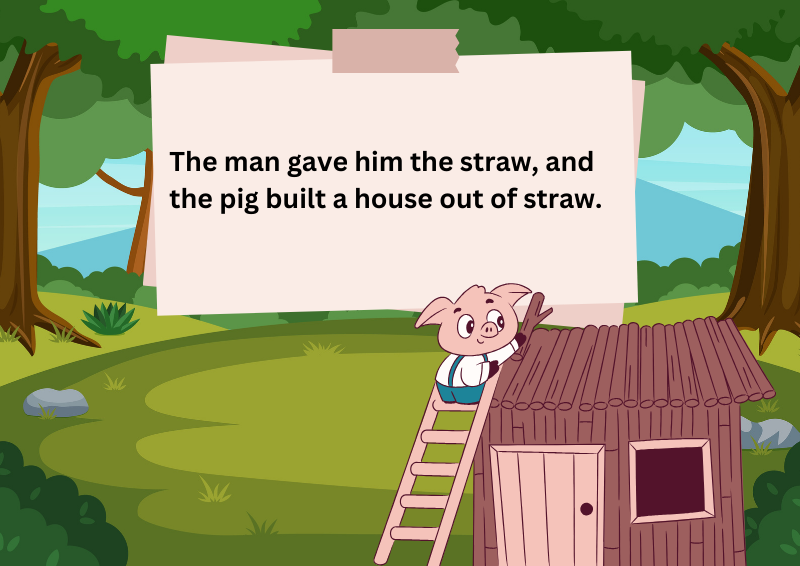 The man gave him the straw, and
the pig built a house out of straw.